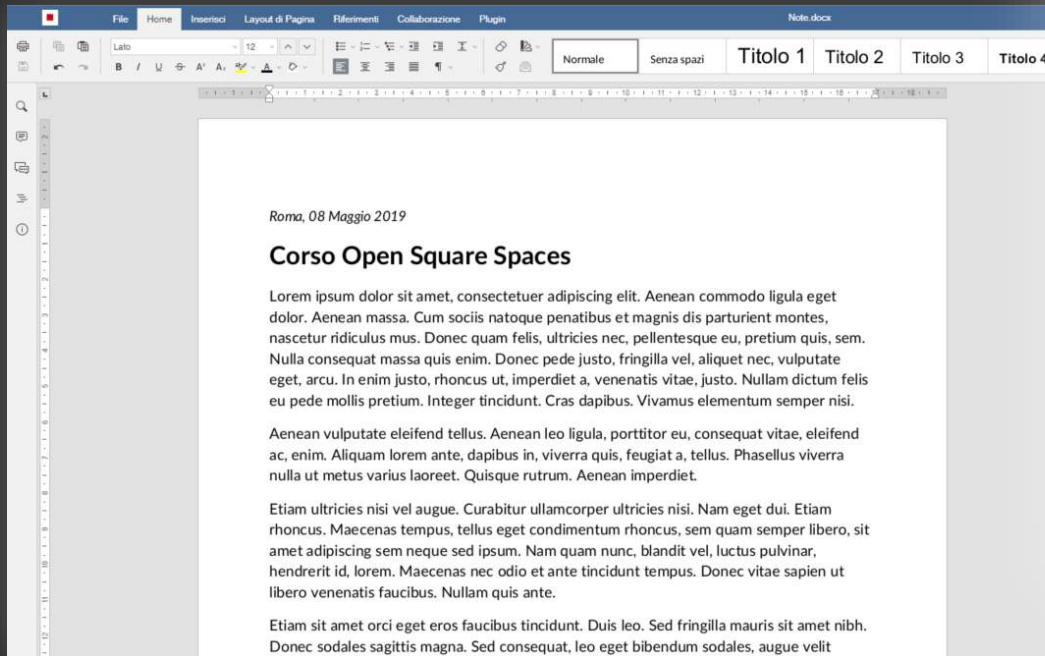 File Home Inserisci Layout di Pagina Riferimenti Collaborazione Plugin Note.docx
Lato 12
Normale Senza spazi Titolo 1 Titolo 2 Titolo 3 Titolo 4
Roma, 08 Maggio 2019
Corso Open Square Spaces
Lorem ipsum dolor sit amet, consectetuer adipiscing elit. Aenean commodo ligula eget
dolor. Aenean massa. Cum sociis natoque penatibus et magnis dis parturient montes,
nascetur ridiculus mus. Donec quam felis, ultricies nec, pellentesque eu, pretium quis, sem.
Nulla consequat massa quis enim. Donec pede justo, fringilla vel, aliquet nec, vulputate
eget, arcu. In enim justo, rhoncus ut, imperdiet a, venenatis vitae, justo. Nullam dictum felis
eu pede mollis pretium. Integer tincidunt. Cras dapibus. Vivamus elementum semper nisi.
Aenean vulputate eleifend tellus. Aenean leo ligula, porttitor eu, consequat vitae, eleifend
ac, enim. Aliquam lorem ante, dapibus in, viverra quis, feugiat a, tellus. Phasellus viverra
nulla ut metus varius laoreet. Quisque rutrum. Aenean imperdiet.
Etiam ultricies nisi vel augue. Curabitur ullamcorper ultricies nisi. Nam eget dui. Etiam
rhoncus. Maecenas tempus, tellus eget condimentum rhoncus, sem quam semper libero, sit
amet adipiscing sem neque sed ipsum. Nam quam nunc, blandit vel, luctus pulvinar,
hendrerit id, lorem. Maecenas nec odio et ante tincidunt tempus. Donec vitae sapien ut
libero venenatis faucibus. Nullam quis ante.
Etiam sit amet orci eget eros faucibus tincidunt. Duis leo. Sed fringilla mauris sit amet nibh.
Donec sodales sagittis magna. Sed consequat, leo eget bibendum sodales, augue velit